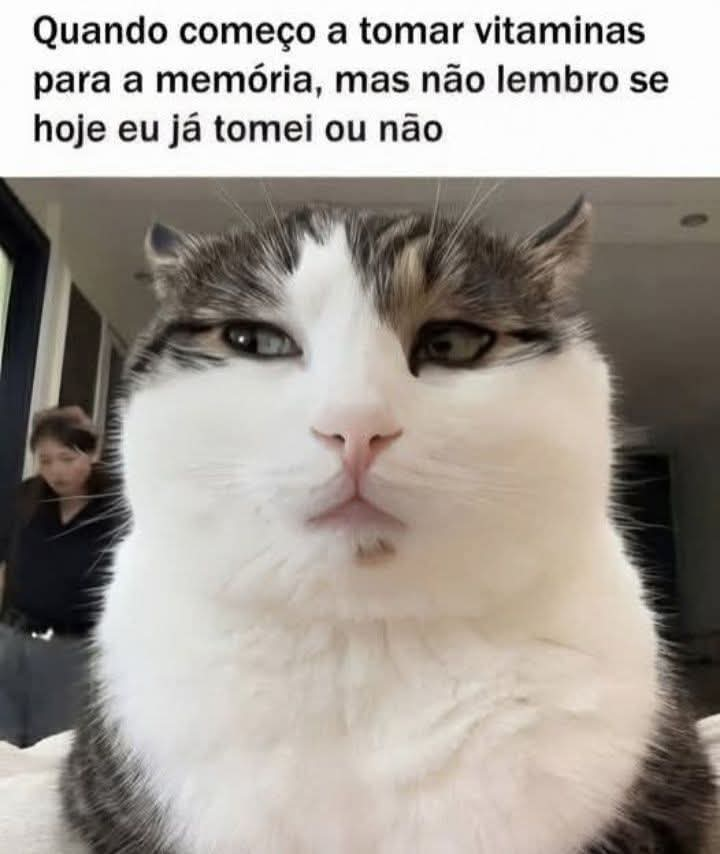 Quando começo a tomar vitaminas
para a memória, mas não lembro se
hoje eu já tomei ou não